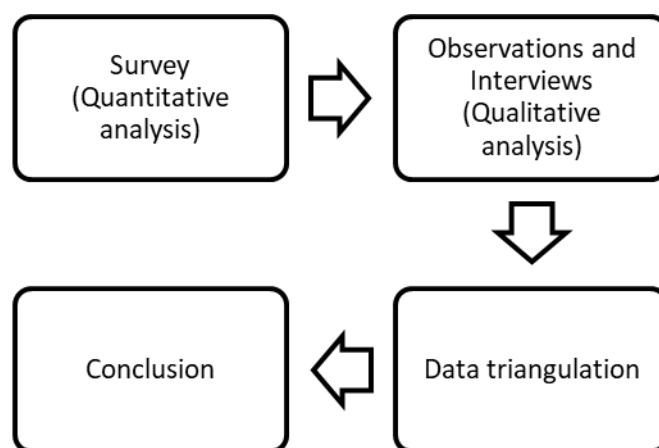 Survey
(Quantitative
analysis)
Observations and
Interviews
(Qualitative
analysis)
Data triangulation
Conclusion